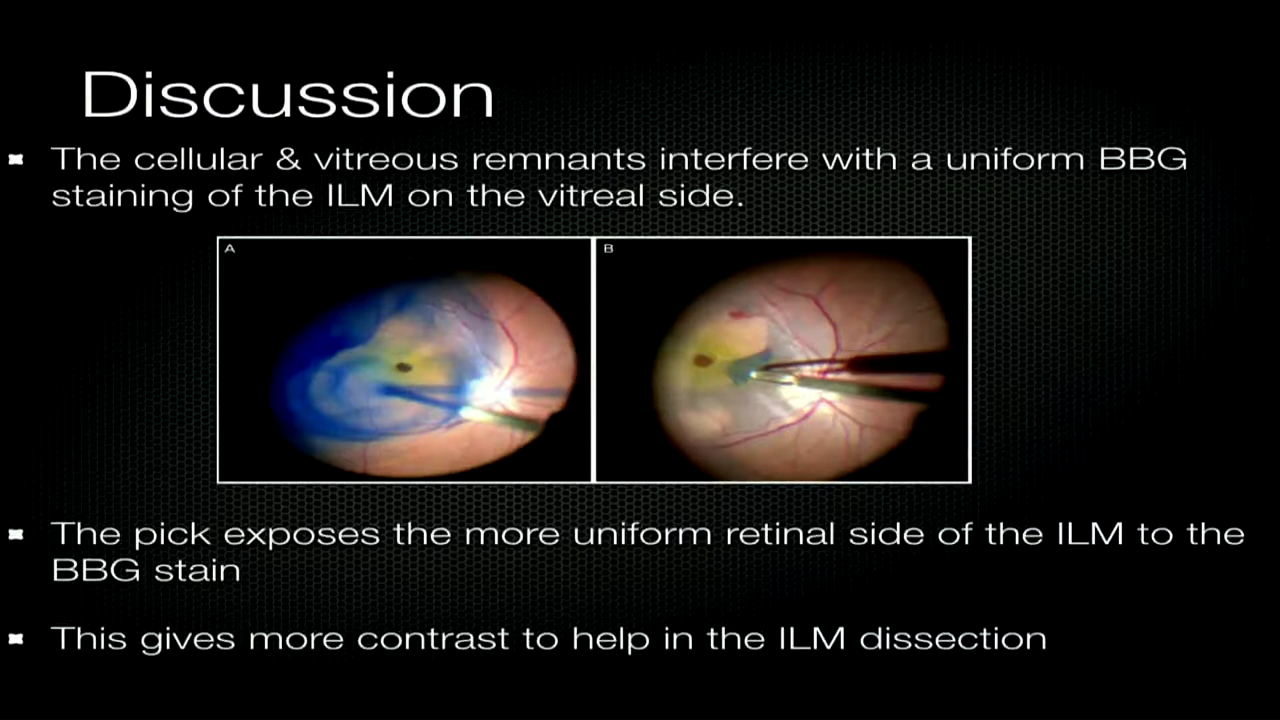 Discussion
The cellular & vitreous remnants interfere with a uniform BBG
staining of the ILM on the vitreal side.
A
B
The pick exposes the more uniform retinal side of the ILM to the
BBG stain
This gives more contrast to help in the ILM dissection